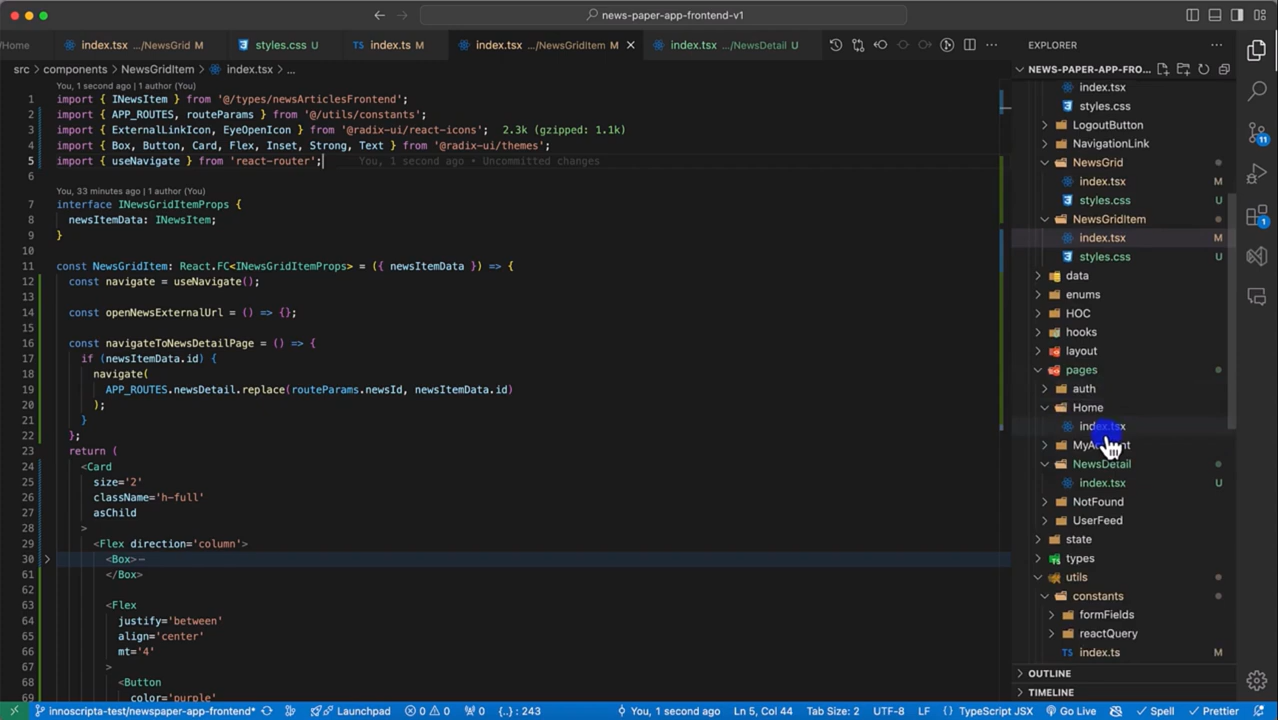 news-paper-app-frontend-v1
/Home
index.tsx .../NewsGrid M
styles.css U
TS index.ts M
index.tsx .../NewsGridItem M
index.tsx .../NewsDetail U
EXPLORER
src > components > NewsGridItem > index.tsx > ...
NEWS-PAPER-APP-FRO...
You, 1 second ago | 1 author (You)
1 import { INewsItem } from '@/types/newsArticlesFrontend';
2 import { APP_ROUTES, routeParams } from '@/utils/constants';
3 import { ExternalLinkIcon, EyeOpenIcon } from '@radix-ui/react-icons'; 2.3k (gzipped: 1.1k)
4 import { Box, Button, Card, Flex, Inset, Strong, Text } from '@radix-ui/themes';
5 import { useNavigate } from 'react-router'; You, 1 second ago • Uncommitted changes
6
You, 33 minutes ago | 1 author (You)
7 interface INewsGridItemProps {
8 newsItemData: INewsItem;
9 }
10
11 const NewsGridItem: React.FC<INewsGridItemProps> = ({ newsItemData }) => {
12 const navigate = useNavigate();
13
14 const openNewsExternalUrl = () => {};
15
16 const navigateToNewsDetailPage = () => {
17 if (newsItemData.id) {
18 navigate(
19 APP_ROUTES.newsDetail.replace(routeParams.newsId, newsItemData.id)
20 );
21 }
22 };
23 return (
24 <Card
25 size='2'
26 className='h-full'
27 asChild
28 >
29 <Flex direction='column'>
30 <Box>
61 </Box>
62
63 <Flex
64 justify='between'
65 align='center'
66 mt='4'
67 >
68 <Button
69 color='purple'
index.tsx
styles.css
LogoutButton
NavigationLink
NewsGrid
index.tsx M
styles.css U
NewsGridItem
index.tsx M
styles.css U
data
enums
HOC
hooks
layout
pages
auth
Home
index.tsx
NewsDetail
index.tsx U
NotFound
UserFeed
state
types
utils
constants
formFields
reactQuery
TS index.ts M
OUTLINE
TIMELINE
11
1
innoscripta-test/newspaper-app-frontend* Launchpad 0 0 0 {..} : 243 You, 1 second ago Ln 5, Col 44 Tab Size: 2 UTF-8 LF {} TypeScript JSX Go Live Spell Prettier